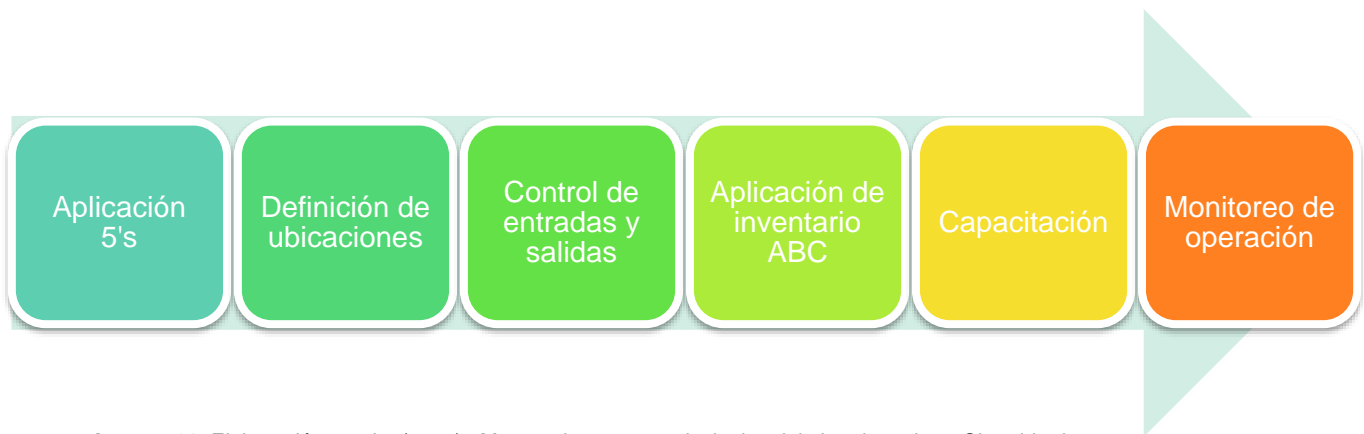 Aplicación
5's
Definición de
ubicaciones
Control de
entradas y
salidas
Aplicación de
inventario
ABC
Capacitación
Monitoreo de
operación